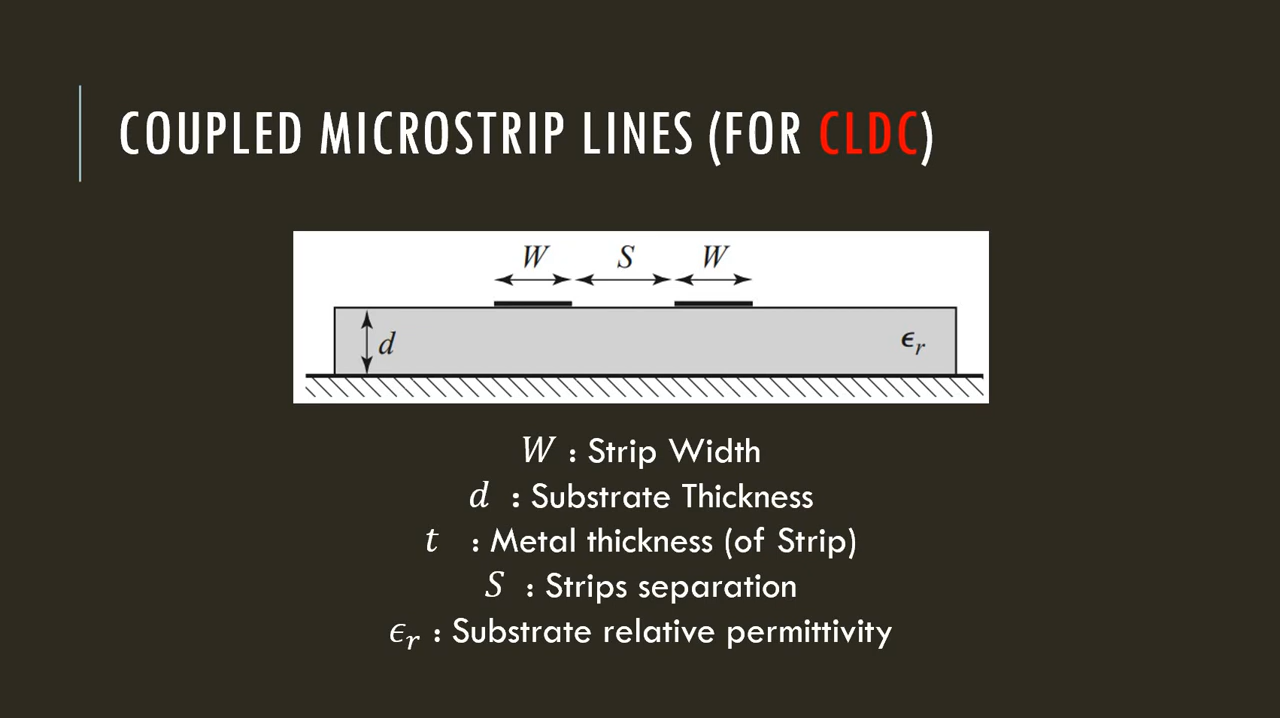 COUPLED MICROSTRIP LINES (FOR CLDC)
W S W
d ϵr
W : Strip Width
d : Substrate Thickness
t : Metal thickness (of Strip)
S : Strips separation
ϵr : Substrate relative permittivity